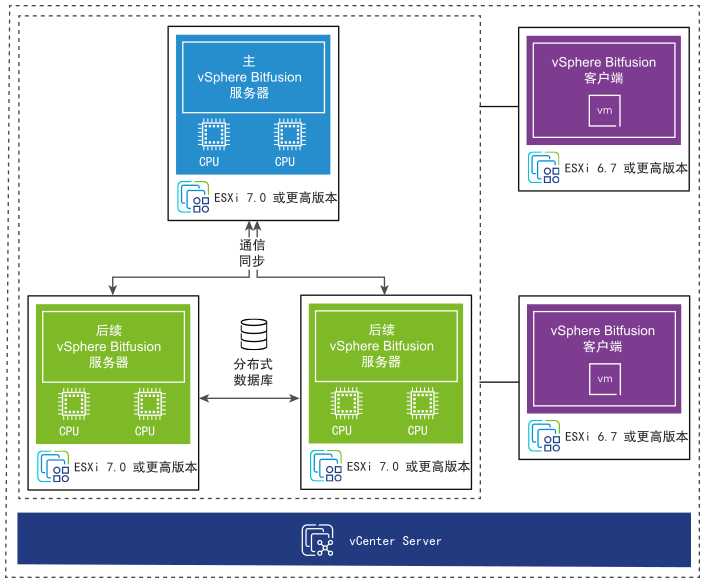 主
vSphere Bitfusion
服务器
CPU
CPU
ESXi 7.0 或更高版本
vSphere Bitfusion
客户端
vm
ESXi 6.7 或更高版本
通信
同步
后续
vSphere Bitfusion
服务器
CPU
CPU
ESXi 7.0 或更高版本
分布式
数据库
后续
vSphere Bitfusion
服务器
CPU
CPU
ESXi 7.0 或更高版本
vSphere Bitfusion
客户端
vm
ESXi 6.7 或更高版本
vCenter Server